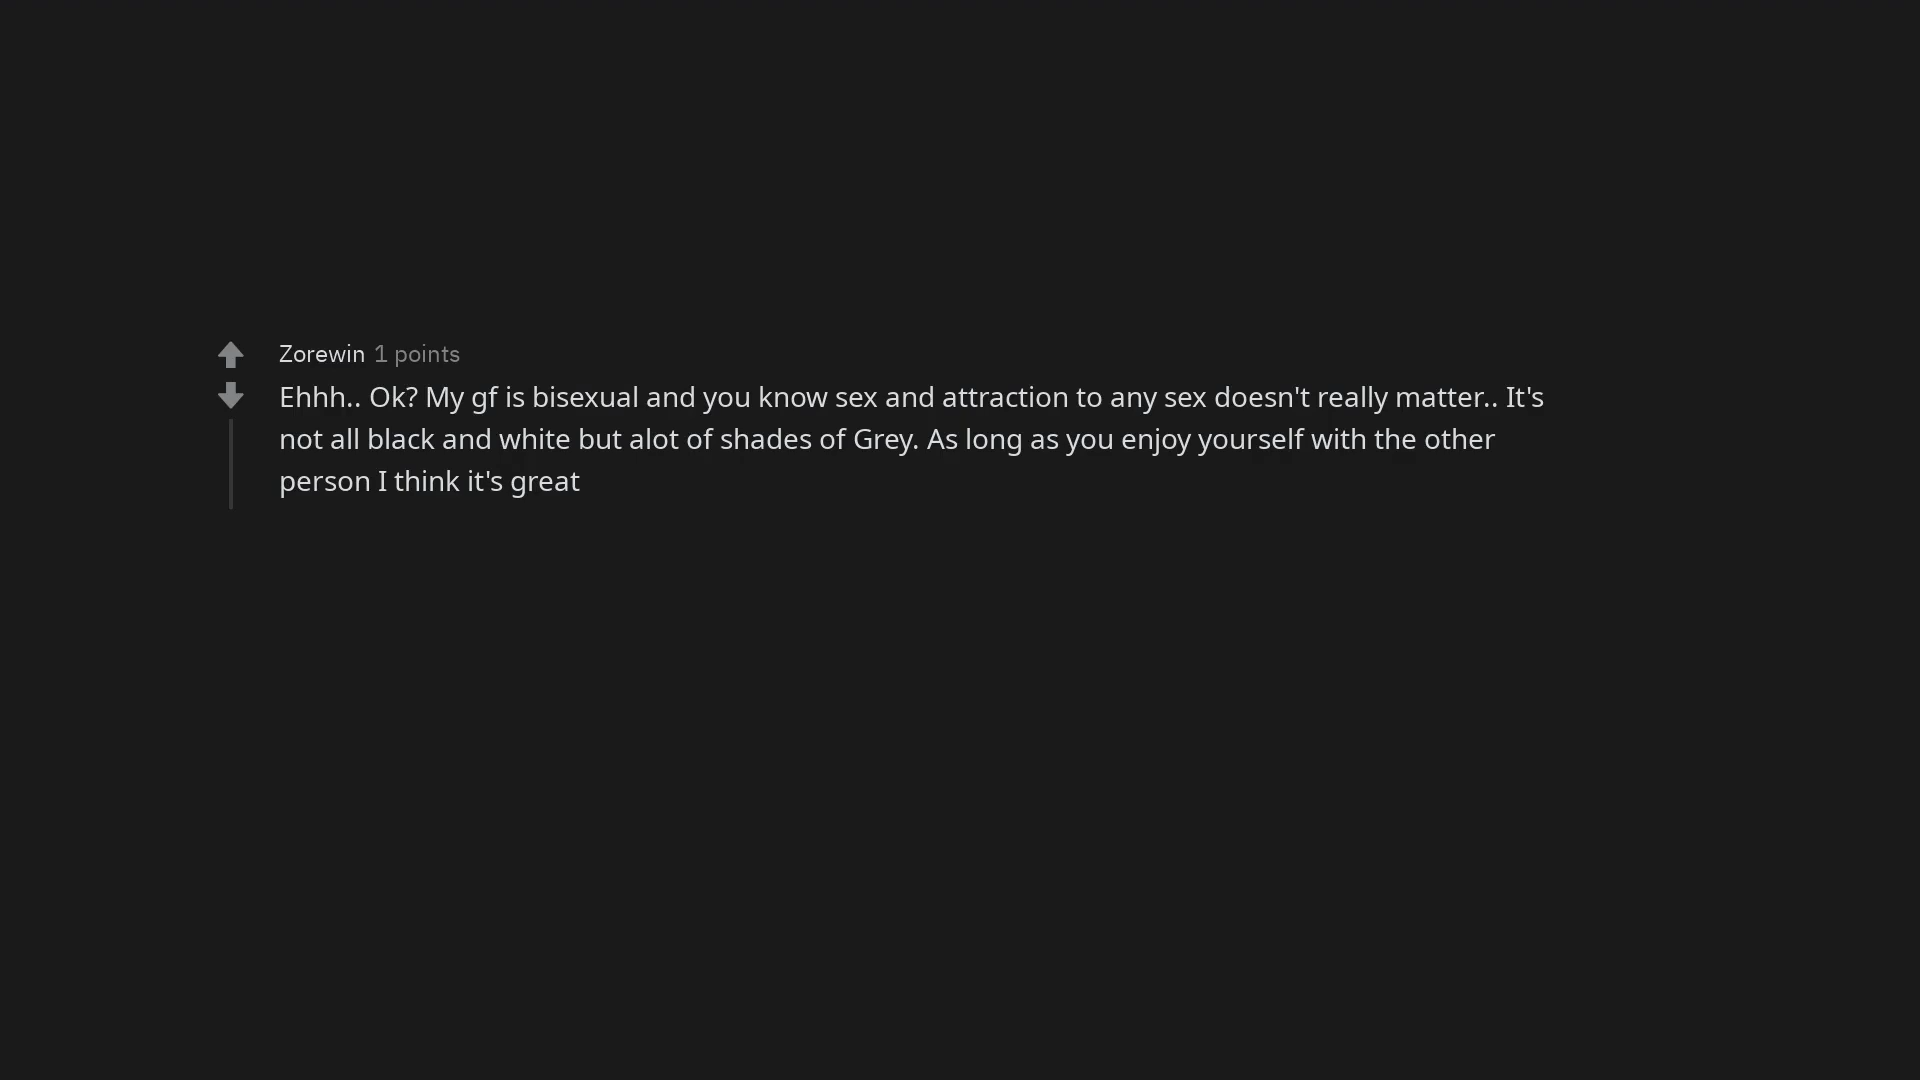 Zorewin 1 points
Ehhh.. Ok? My gf is bisexual and you know sex and attraction to any sex doesn't really matter.. It's
not all black and white but alot of shades of Grey. As long as you enjoy yourself with the other
person I think it's great